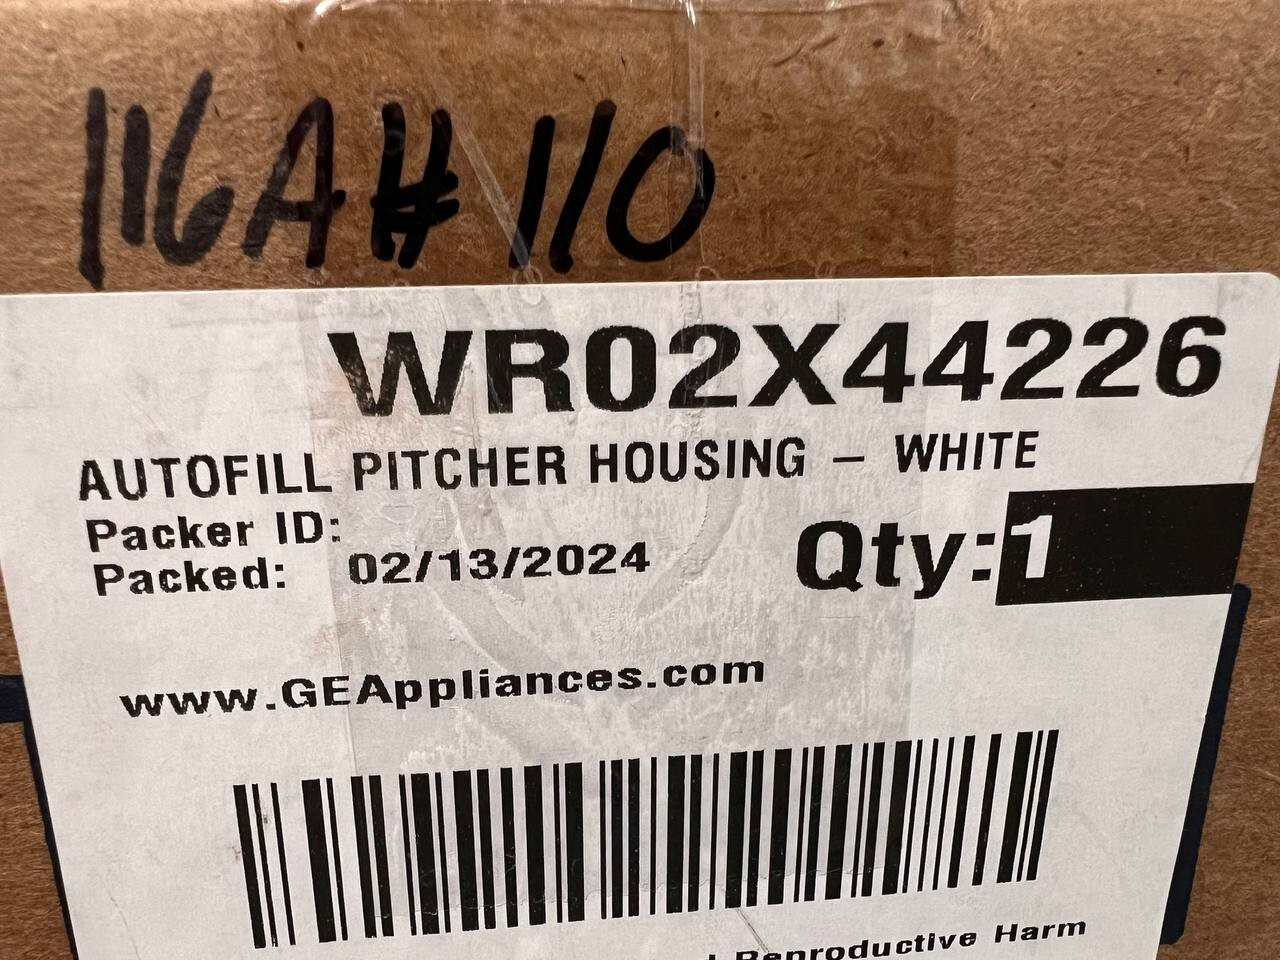 116A# 110
WR02X44226
AUTOFILL PITCHER HOUSING – WHITE
Packer ID:
Packed: 02/13/2024
Qty:1
www.GEAppliances.com
Reproductive Harm